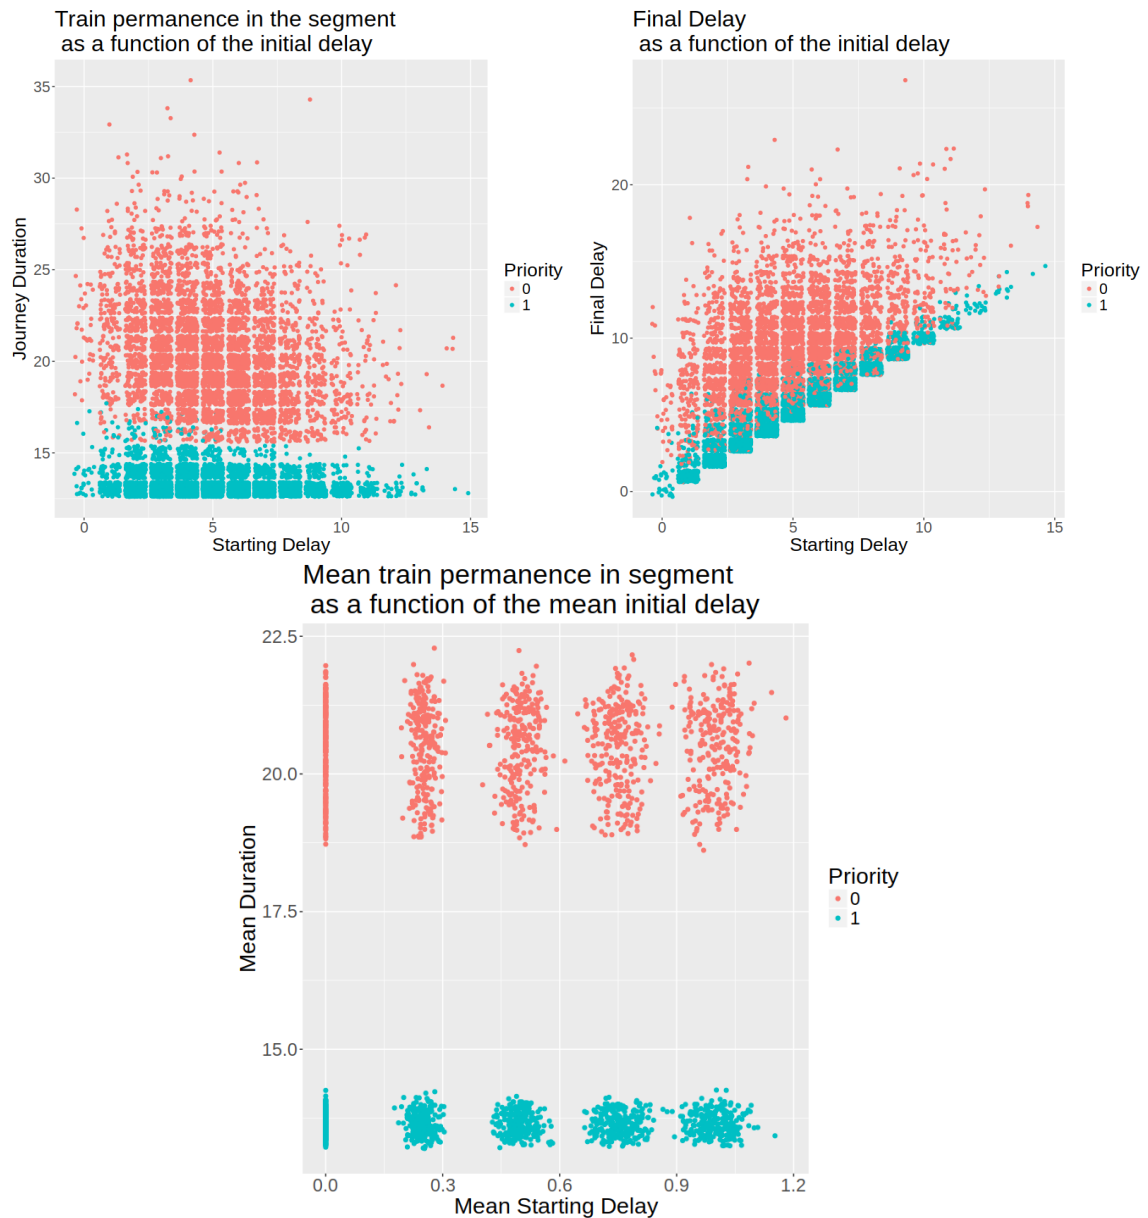 Train permanence in the segment
as a function of the initial delay
35
30
25
20
15
Journey Duration
0
5
10
15
Starting Delay
Priority
0
1
Final Delay
as a function of the initial delay
20
10
0
Final Delay
0
5
10
15
Starting Delay
Priority
0
1
Mean train permanence in segment
as a function of the mean initial delay
22.5
20.0
17.5
15.0
Mean Duration
0.0
0.3
0.6
0.9
1.2
Mean Starting Delay
Priority
0
1